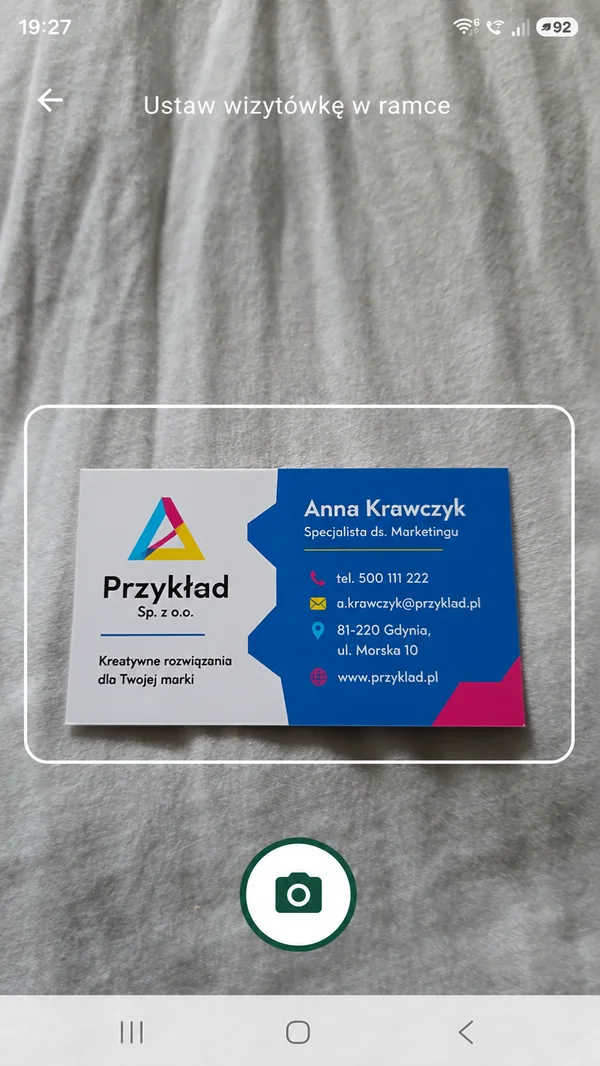 19:27
6
92
Ustaw wizytówkę w ramce
Przykład
Sp. z o.o.
Kreatywne rozwiązania
dla Twojej marki
Anna Krawczyk
Specjalista ds. Marketingu
tel. 500 111 222
a.krawczyk@przyklad.pl
81-220 Gdynia,
ul. Morska 10
www.przyklad.pl